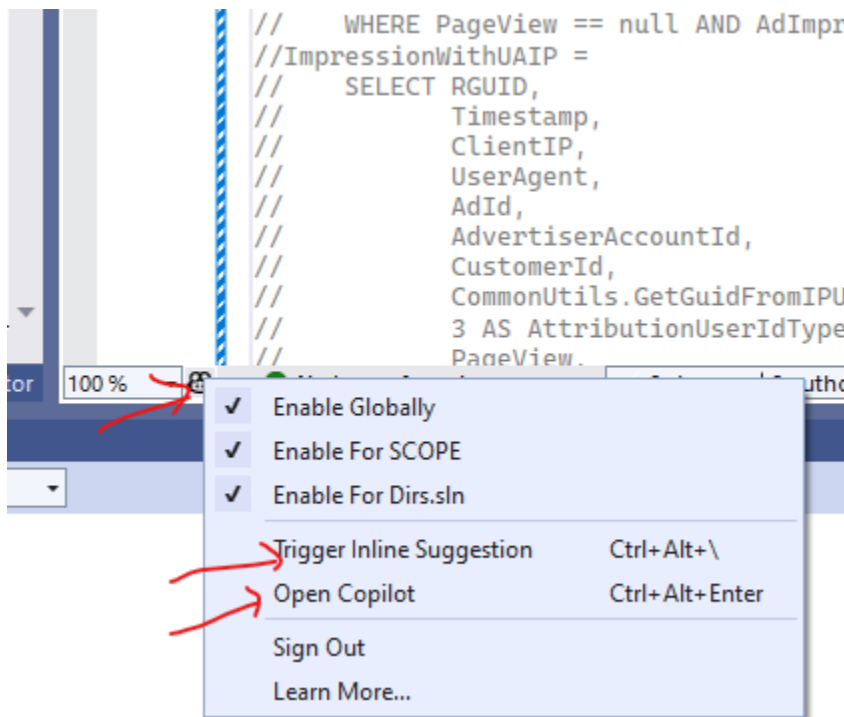 //    WHERE PageView == null AND AdImpr
//ImpressionWithUAIP =
//    SELECT RGUID,
//           Timestamp,
//           ClientIP,
//           UserAgent,
//           AdId,
//           AdvertiserAccountId,
//           CustomerId,
//           CommonUtils.GetGuidFromIPU
//           3 AS AttributionUserIdType
//           PageView,
tor 100 %
✓ Enable Globally
✓ Enable For SCOPE
✓ Enable For Dirs.sln
Trigger Inline Suggestion Ctrl+Alt+\
Open Copilot Ctrl+Alt+Enter
Sign Out
Learn More...